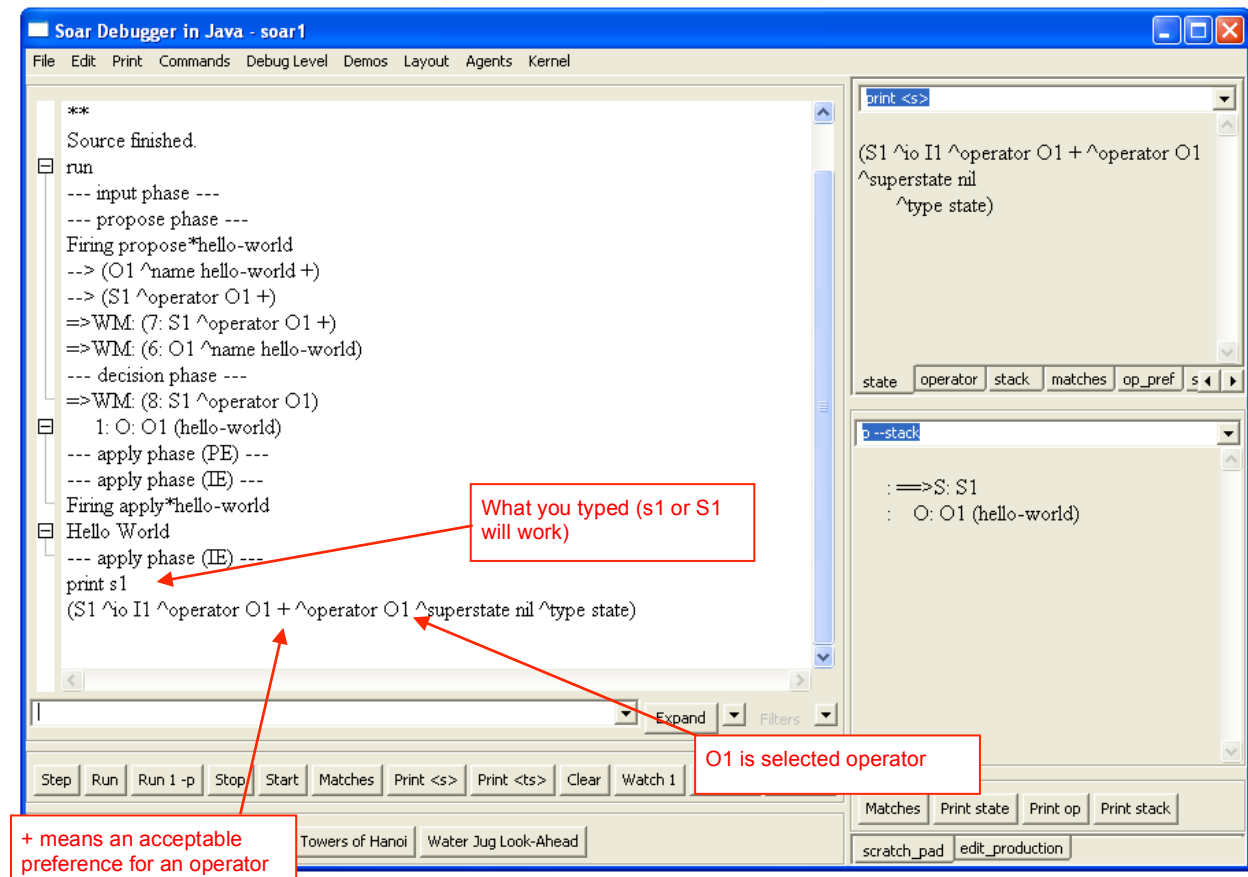 Soar Debugger in Java - soar1
File Edit Print Commands Debug Level Demos Layout Agents Kernel
**
Source finished.
run
--- input phase ---
--- propose phase ---
Firing propose*hello-world
--> (O1 ^name hello-world +)
--> (S1 ^operator O1 +)
=>WM: (7: S1 ^operator O1 +)
=>WM: (6: O1 ^name hello-world)
--- decision phase ---
=>WM: (8: S1 ^operator O1)
1: O: O1 (hello-world)
--- apply phase (PE) ---
--- apply phase (IE) ---
Firing apply*hello-world
Hello World
--- apply phase (IE) ---
print s1
(S1 ^io I1 ^operator O1 + ^operator O1 ^superstate nil ^type state)
What you typed (s1 or S1
will work)
Expand Filters
O1 is selected operator
Step Run Run 1 -p Stop Start Matches Print <s> Print <ts> Clear Watch 1
+ means an acceptable
preference for an operator
Towers of Hanoi Water Jug Look-Ahead
print <s>
(S1 ^io I1 ^operator O1 + ^operator O1
^superstate nil
^type state)
state operator stack matches op_pref s
p --stack
: ==>S: S1
: O: O1 (hello-world)
Matches Print state Print op Print stack
scratch_pad edit_production